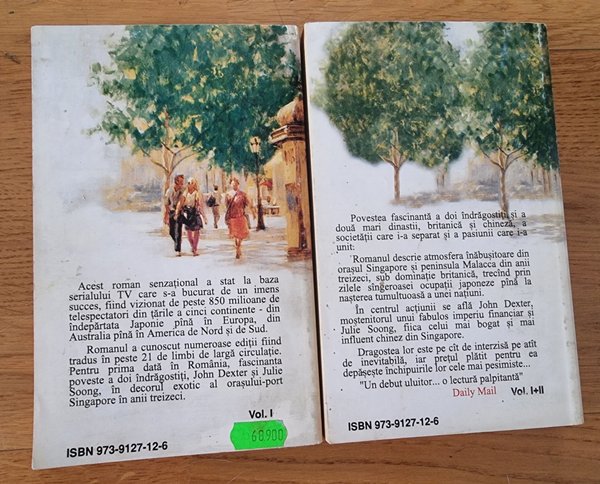 Acest roman senzațional a stat la baza
serialului TV care s-a bucurat de un imens
succes, fiind vizionat de peste 850 milioane de
telespectatori din țările a cinci continente - din
îndepărtata Japonie pînă în Europa, din
Australia pînă în America de Nord și de Sud.
Romanul a cunoscut numeroase ediții fiind
tradus în peste 21 de limbi de largă circulație.
Pentru prima dată în România, fascinanta
poveste a doi îndrăgostiți, John Dexter și Julie
Soong, în decorul exotic al orașului-port
Singapore în anii treizeci.
Vol. I
ISBN 973-9127-12-6
68.900
Povestea fascinantă a doi îndrăgostiți și a
două mari dinastii, britanică și chineză, a
societății care i-a separat și a pasiunii care i-a
unit:
Romanul descrie atmosfera înăbușitoare din
orașul Singapore și peninsula Malacca din anii
treizeci, sub dominație britanică, trecînd prin
zilele sîngeroasei ocupații japoneze pînă la
nașterea tumultuoasă a unei națiuni.
În centrul acțiunii se află John Dexter,
moștenitorul unui fabulos imperiu financiar și
Julie Soong, fiica celui mai bogat și mai
influent chinez din Singapore.
Dragostea lor este pe cît de interzisă pe atît
de inevitabilă, iar prețul plătit pentru ea
depășește închipuirile lor cele mai pesimiste...
"Un debut uluitor... o lectură palpitantă"
Daily Mail
Vol. I+II
ISBN 973-9127-12-6